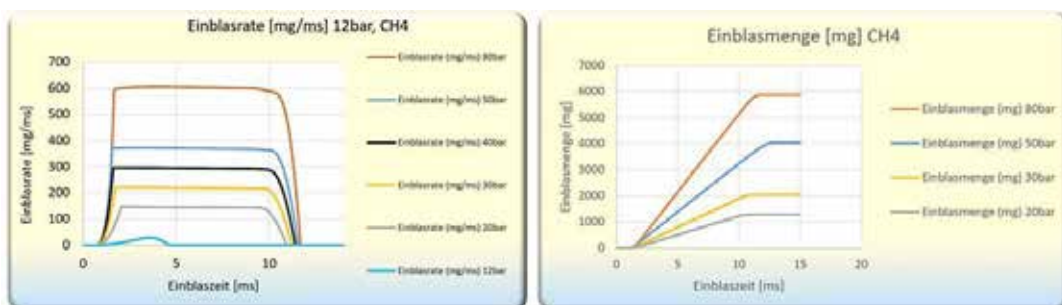 Einblasrate [mg/ms] 12bar, CH4
700
600
500
400
300
200
100
0
Einblasrate [mg/ms]
0 5 10
Einblaszeit [ms]
Einblasrate (mg/ms) 80bar
Einblasrate (mg/ms) 50bar
Einblasrate (mg/ms) 40bar
Einblasrate (mg/ms) 30bar
Einblasrate (mg/ms) 20bar
Einblasrate (mg/ms) 12bar
Einblasmenge [mg] CH4
7000
6000
5000
4000
3000
2000
1000
0
Einblasmenge [mg]
0 5 10 15 20
Einblaszeit [ms]
Einblasmenge (mg) 80bar
Einblasmenge (mg) 50bar
Einblasmenge (mg) 30bar
Einblasmenge (mg) 20bar